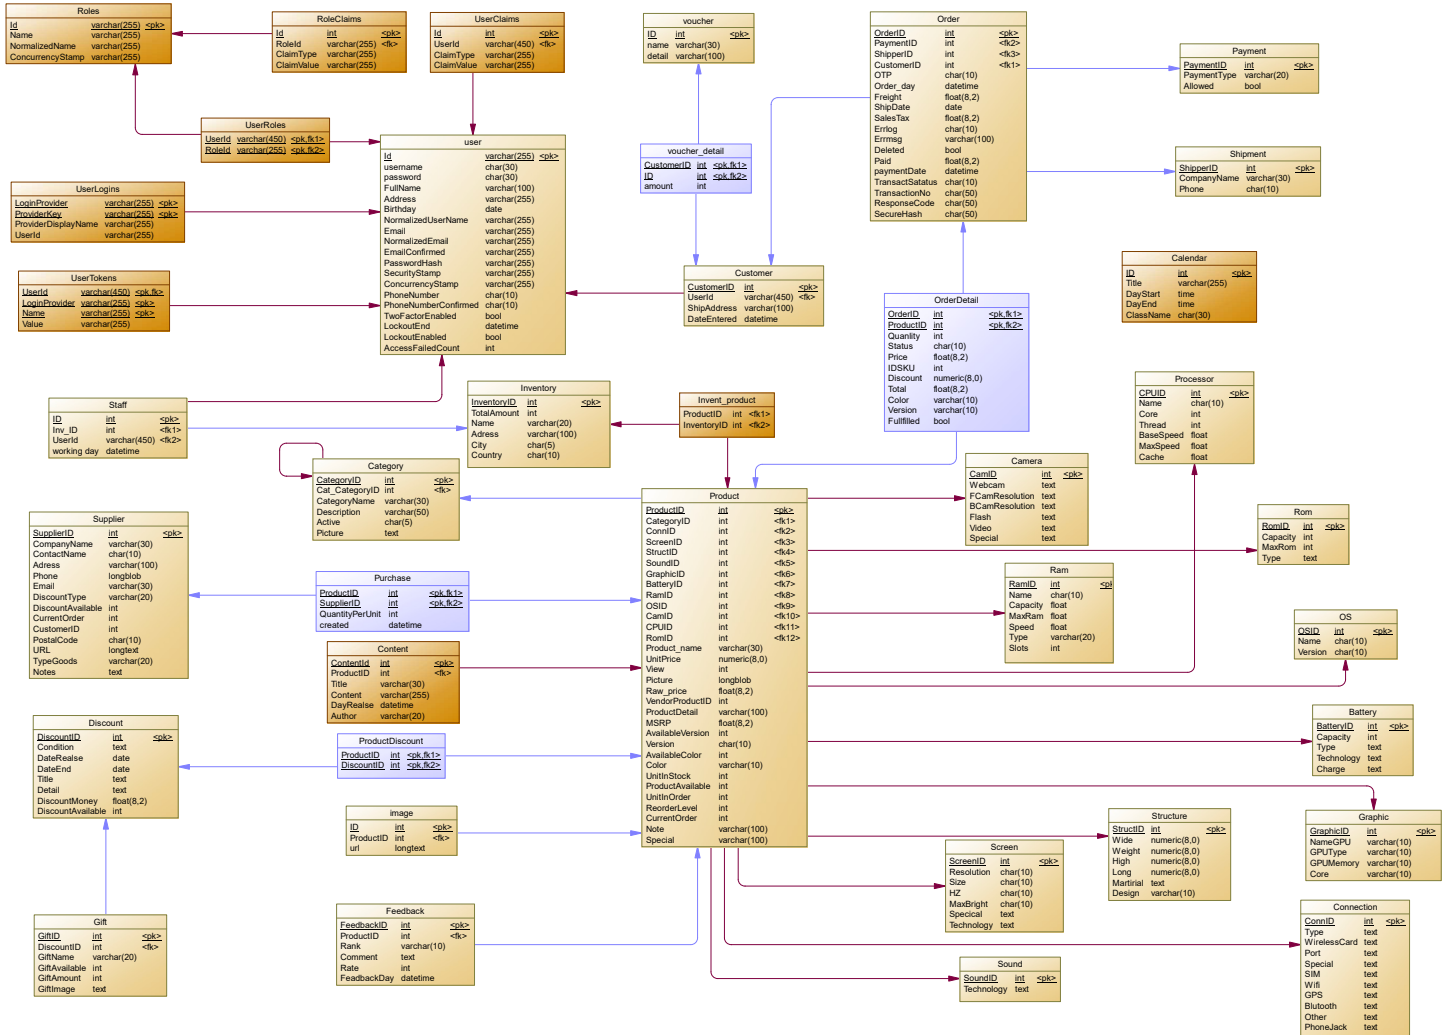 Roles
Id varchar(255) <pk>
Name varchar(255)
NormalizedName varchar(255)
ConcurrencyStamp varchar(255)
RoleClaims
Id int <pk>
RoleId varchar(255) <fk>
ClaimType varchar(255)
ClaimValue varchar(255)
UserClaims
Id int <pk>
UserId varchar(450) <fk>
ClaimType varchar(255)
ClaimValue varchar(255)
voucher
ID int <pk>
name varchar(30)
detail varchar(100)
Order
OrderID int <pk>
PaymentID int <fk2>
ShipperID int <fk3>
CustomerID int <fk1>
OTP char(10)
Order_day datetime
Freight float(8,2)
ShipDate date
SalesTax float(8,2)
Errlog char(10)
Errmsg varchar(100)
Deleted bool
Paid float(8,2)
paymentDate datetime
TransactSatatus char(10)
TransactionNo char(50)
ResponseCode char(50)
SecureHash char(50)
Payment
PaymentID int <pk>
PaymentType varchar(20)
Allowed bool
UserRoles
UserId varchar(450) <pk,fk1>
RoleId varchar(255) <pk,fk2>
user
Id varchar(255) <pk>
username char(30)
password char(30)
FullName varchar(100)
Address varchar(255)
Birthday date
NormalizedUserName varchar(255)
Email varchar(255)
NormalizedEmail varchar(255)
EmailConfirmed varchar(255)
PasswordHash varchar(255)
SecurityStamp varchar(255)
ConcurrencyStamp varchar(255)
PhoneNumber char(10)
PhoneNumberConfirmed char(10)
TwoFactorEnabled bool
LockoutEnd datetime
LockoutEnabled bool
AccessFailedCount int
voucher_detail
CustomerID int <pk,fk1>
ID int <pk,fk2>
amount int
Shipment
ShipperID int <pk>
CompanyName varchar(30)
Phone char(10)
UserLogins
LoginProvider varchar(255) <pk>
ProviderKey varchar(255) <pk>
ProviderDisplayName varchar(255)
UserId varchar(255)
UserTokens
UserId varchar(450) <pk,fk>
LoginProvider varchar(255) <pk>
Name varchar(255) <pk>
Value varchar(255)
Customer
CustomerID int <pk>
UserId varchar(450) <fk>
ShipAddress varchar(100)
DateEntered datetime
Calendar
ID int <pk>
Title varchar(255)
DayStart time
DayEnd time
ClassName char(30)
OrderDetail
OrderID int <pk,fk1>
ProductID int <pk,fk2>
Quanlity int
Status char(10)
Price float(8,2)
IDSKU int
Discount numeric(8,0)
Total float(8,2)
Color varchar(10)
Version varchar(10)
Fullfilled bool
Staff
ID int <pk>
Inv_ID int <fk1>
UserId varchar(450) <fk2>
working day datetime
Inventory
InventoryID int <pk>
TotalAmount int
Name varchar(20)
Adress varchar(100)
City char(5)
Country char(10)
Invent_product
ProductID int <fk1>
InventoryID int <fk2>
Processor
CPUID int <pk>
Name char(10)
Core int
Thread int
BaseSpeed float
MaxSpeed float
Cache float
Category
CategoryID int <pk>
Cat_CategoryID int <fk>
CategoryName varchar(30)
Description varchar(50)
Active char(5)
Picture text
Camera
CamID int <pk>
Webcam text
FCamResolution text
BCamResolution text
Flash text
Video text
Special text
Product
ProductID int <pk>
CategoryID int <fk1>
ConnID int <fk2>
ScreenID int <fk3>
StructID int <fk4>
SoundID int <fk5>
GraphicID int <fk6>
BatteryID int <fk7>
RamID int <fk8>
OSID int <fk9>
CamID int <fk10>
CPUID int <fk11>
RomID int <fk12>
Product_name varchar(30)
UnitPrice numeric(8,0)
View int
Picture longblob
Raw_price float(8,2)
VendorProductID int
ProductDetail varchar(100)
MSRP float(8,2)
AvailableVersion int
Version char(10)
AvailableColor int
Color varchar(10)
UnitInStock int
ProductAvailable int
UnitInOrder int
ReorderLevel int
CurrentOrder int
Note varchar(100)
Special varchar(100)
Rom
RomID int <pk>
Capacity int
MaxRom int
Type text
Supplier
SupplierID int <pk>
CompanyName varchar(30)
ContactName char(10)
Adress varchar(100)
Phone longblob
Email varchar(30)
DiscountType varchar(20)
DiscountAvailable int
CurrentOrder int
CustomerID int
PostalCode char(10)
URL longtext
TypeGoods varchar(20)
Notes text
Purchase
ProductID int <pk,fk1>
SupplierID int <pk,fk2>
QuantityPerUnit int
created datetime
Ram
RamID int <pk
Name char(10)
Capacity float
MaxRam float
Speed float
Type varchar(20)
Slots int
OS
OSID int <pk>
Name char(10)
Version char(10)
Content
ContentId int <pk>
ProductID int <fk>
Title varchar(30)
Content varchar(255)
DayRealse datetime
Author varchar(20)
Discount
DiscountID int <pk>
Condition text
DateRealse date
DateEnd date
Title text
Detail text
DiscountMoney float(8,2)
DiscountAvailable int
ProductDiscount
ProductID int <pk,fk1>
DiscountID int <pk,fk2>
Battery
BatteryID int <pk>
Capacity int
Type text
Technology text
Charge text
image
ID int <pk>
ProductID int <fk>
url longtext
Structure
StructID int <pk>
Wide numeric(8,0)
Weight numeric(8,0)
High numeric(8,0)
Long numeric(8,0)
Martirial text
Design varchar(10)
Graphic
GraphicID int <pk>
NameGPU varchar(10)
GPUType varchar(10)
GPUMemory varchar(10)
Core varchar(10)
Screen
ScreenID int <pk>
Resolution char(10)
Size char(10)
HZ char(10)
MaxBright char(10)
Specical text
Technology text
Gift
GiftID int <pk>
DiscountID int <fk>
GiftName varchar(20)
GiftAvailable int
GiftAmount int
GiftImage text
Feedback
FeedbackID int <pk>
ProductID int <fk>
Rank varchar(10)
Comment text
Rate int
FeadbackDay datetime
Connection
ConnID int <pk>
Type text
WirelessCard text
Port text
Special text
SIM text
Wifi text
GPS text
Blutooth text
Other text
PhoneJack text
Sound
SoundID int <pk>
Technology text